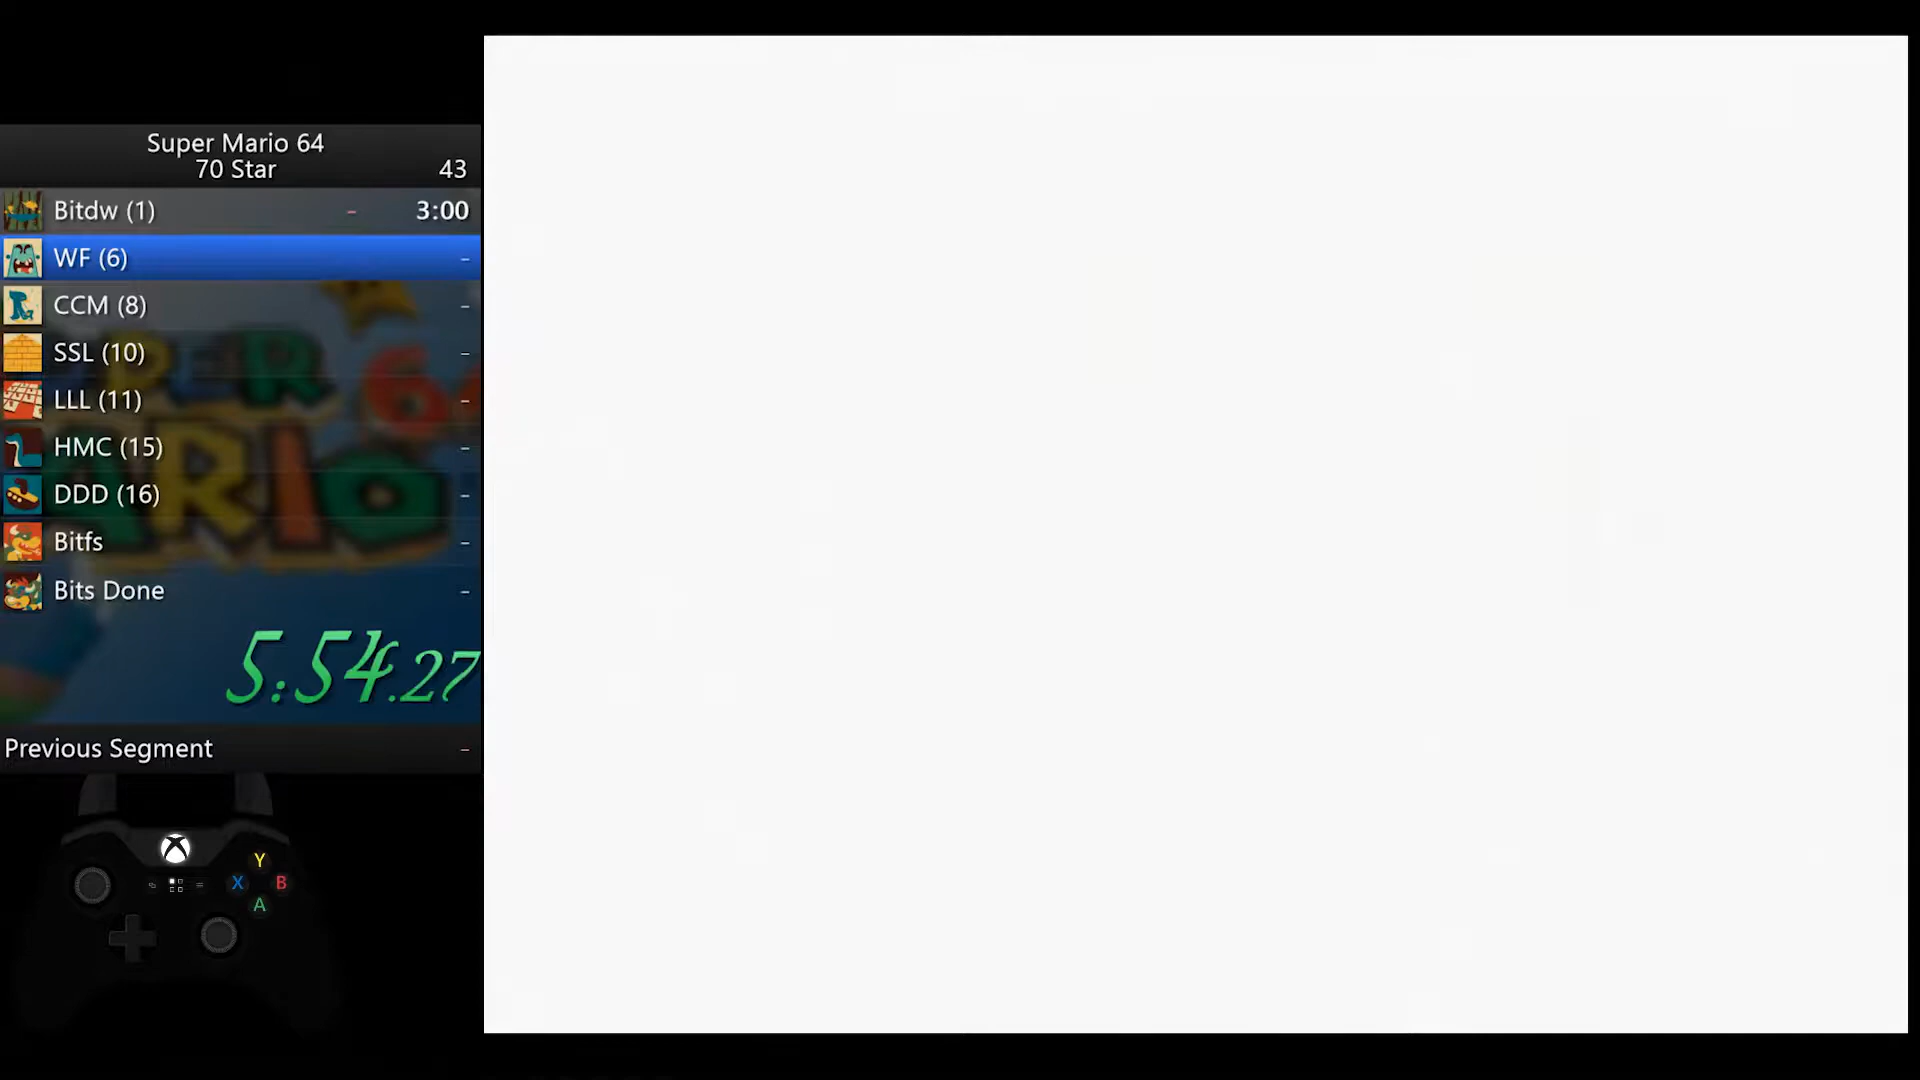 Super Mario 64
70 Star 43
Bitdw (1) - 3:00
WF (6) -
CCM (8) -
SSL (10) -
LLL (11) -
HMC (15) -
DDD (16) -
Bitfs -
Bits Done -
5:54.27
Previous Segment -
Y
X B
A